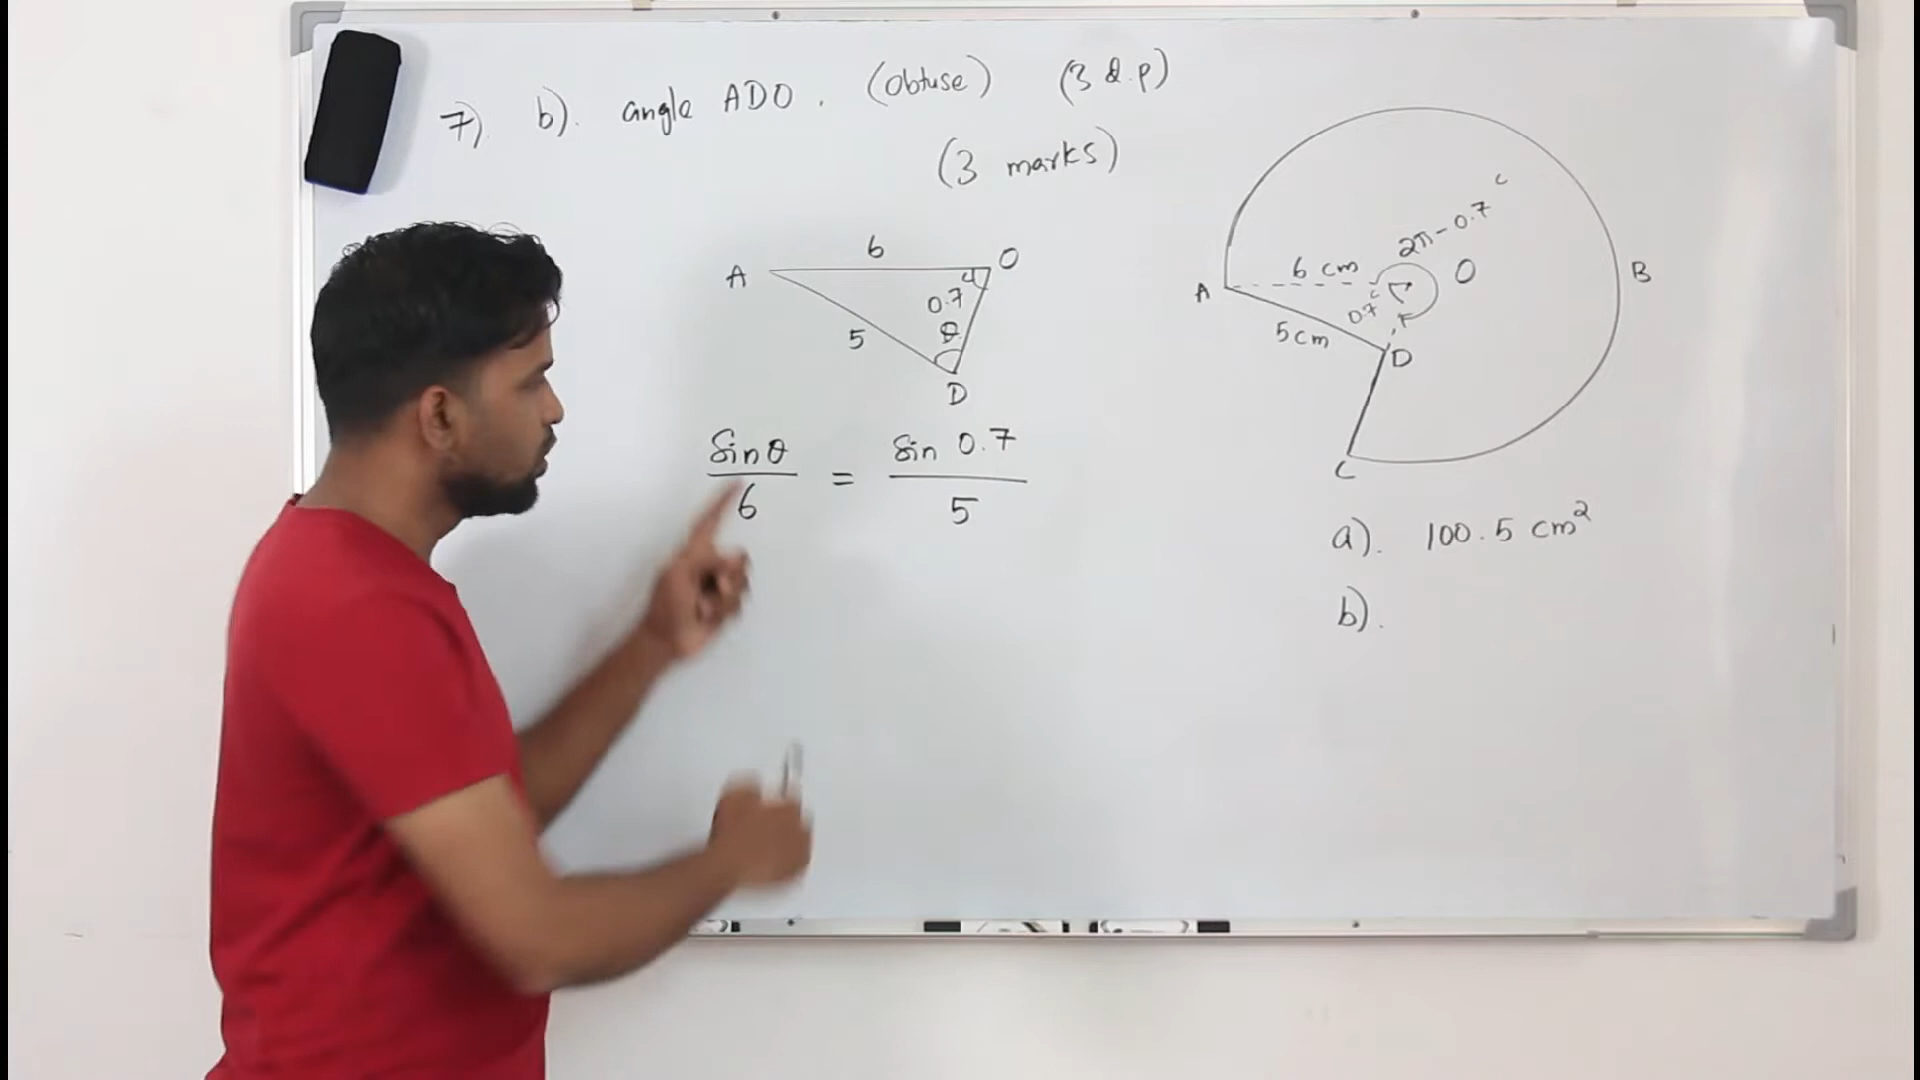 7). b). angle ADO. (Obtuse) (3 d.p)
(3 marks)
A 6 O
0.7
5 θ
D
Sinθ/6 = Sin 0.7/5
2π - 0.7 c
A 6 cm O B
0.7 c
5cm
D
C
a). 100.5 cm²
b).